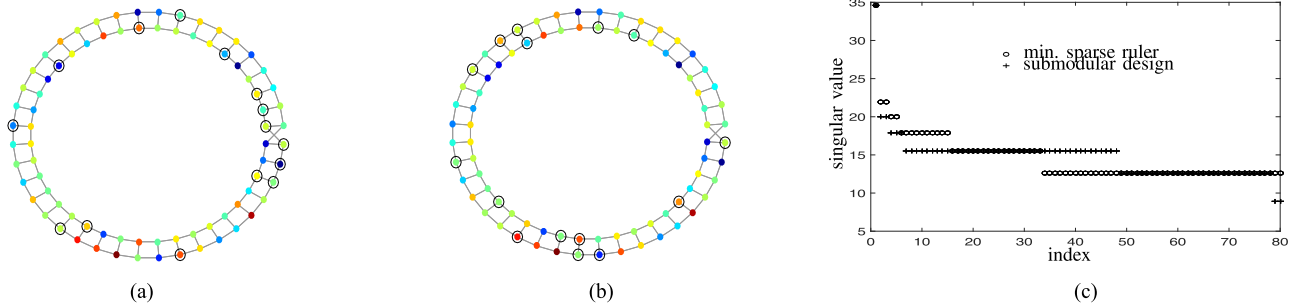 35
30
25
20
15
10
5
singular value
min. sparse ruler
submodular design
0 10 20 30 40 50 60 70 80
index
(a) (b) (c)